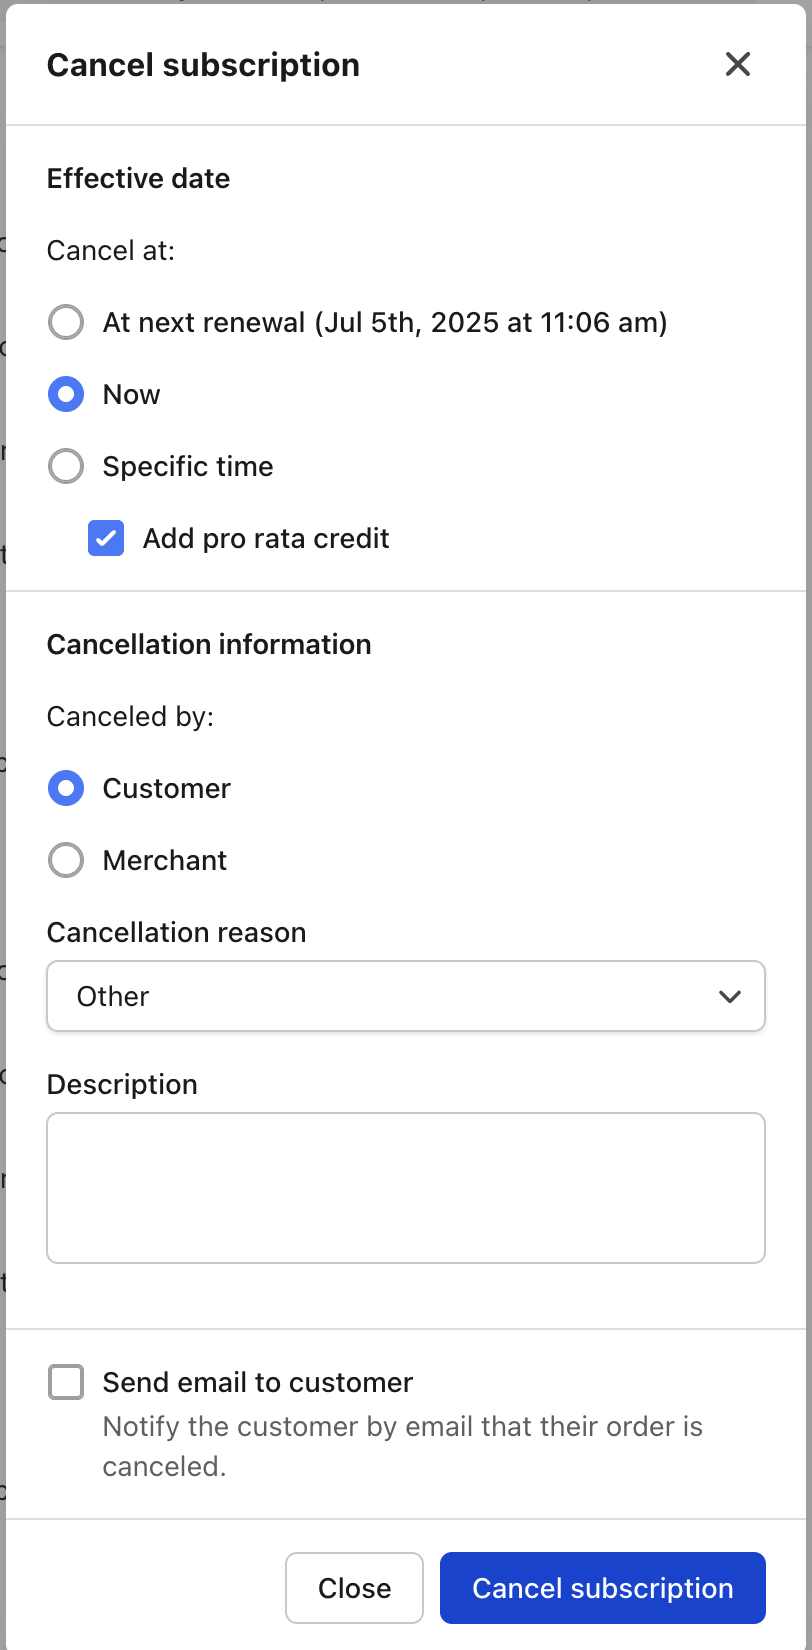 Cancel subscription
Effective date
Cancel at:
At next renewal (Jul 5th, 2025 at 11:06 am)
Now
Specific time
Add pro rata credit
Cancellation information
Canceled by:
Customer
Merchant
Cancellation reason
Other
Description
Send email to customer
Notify the customer by email that their order is
canceled.
Close
Cancel subscription